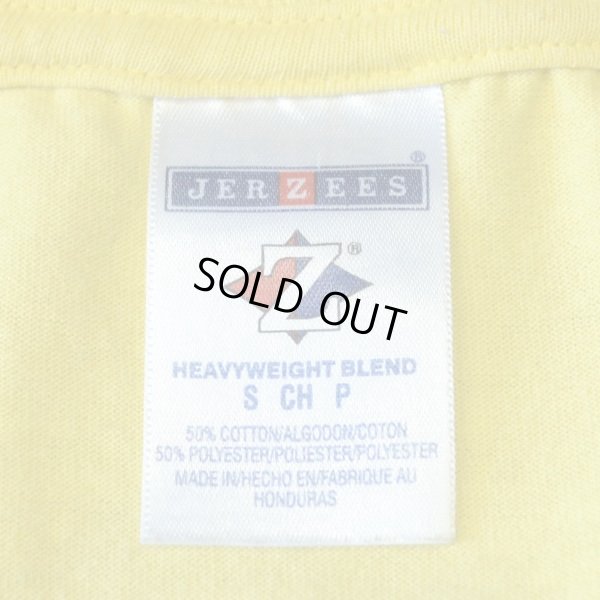 JERZEES®
Z®
SOLD OUT
HEAVYWEIGHT BLEND
S CH P
50% COTTON/ALGODON/COTON
50% POLYESTER/POLIESTER/POLYESTER
MADE IN/HECHO EN/FABRIQUE AU
HONDURAS